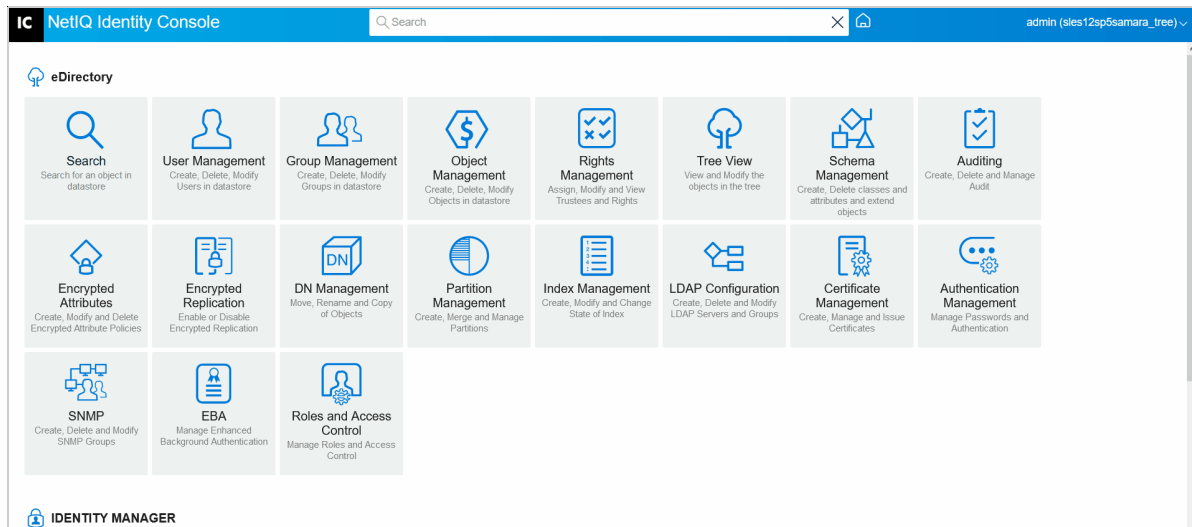 IC NetIQ Identity Console Search admin (sles12sp5samara_tree)
eDirectory
Search
Search for an object in
datastore
User Management
Create, Delete, Modify
Users in datastore
Group Management
Create, Delete, Modify
Groups in datastore
$
Object
Management
Create, Delete, Modify
Objects in datastore
Rights
Management
Assign, Modify and View
Trustees and Rights
Tree View
View and Modify the
objects in the tree
Schema
Management
Create, Delete classes and
attributes and extend
objects
Auditing
Create, Delete and Manage
Audit
Encrypted
Attributes
Create, Modify and Delete
Encrypted Attribute Policies
Encrypted
Replication
Enable or Disable
Encrypted Replication
DN
DN Management
Move, Rename and Copy
of Objects
Partition
Management
Create, Merge and Manage
Partitions
Index Management
Create, Modify and Change
State of Index
LDAP Configuration
Create, Delete and Modify
LDAP Servers and Groups
Certificate
Management
Create, Manage and Issue
Certificates
Authentication
Management
Manage Passwords and
Authentication
SNMP
Create, Delete and Modify
SNMP Groups
EBA
Manage Enhanced
Background Authentication
Roles and Access
Control
Manage Roles and Access
Control
IDENTITY MANAGER